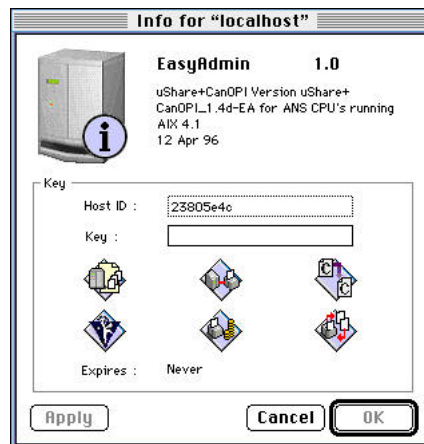 Info for “localhost”
EasyAdmin 1.0
uShare+CanOPI Version uShare+
CanOPI_1.4d-EA for ANS CPU's running
AIX 4.1
12 Apr 96
Key
Host ID : 23805e4c
Key :
Expires : Never
Apply Cancel OK